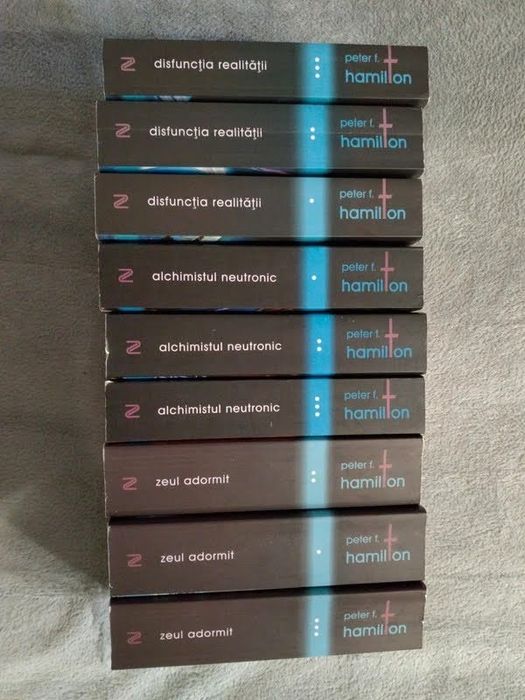 disfuncția realității
peter f.
hamilton
disfuncția realității
peter f.
hamilton
disfuncția realității
peter f.
hamilton
alchimistul neutronic
peter f.
hamilton
alchimistul neutronic
peter f.
hamilton
alchimistul neutronic
peter f.
hamilton
zeul adormit
peter f.
hamilton
zeul adormit
peter f.
hamilton
zeul adormit
peter f.
hamilton